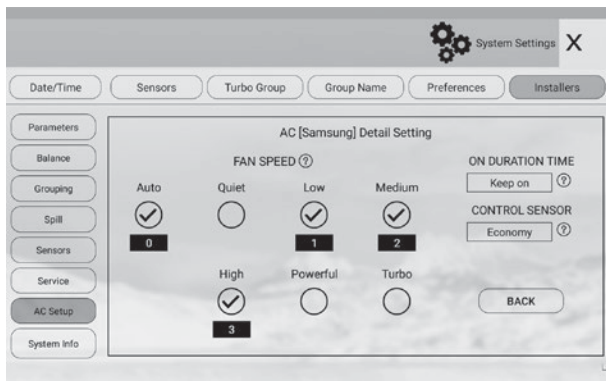 System Settings X
Date/Time Sensors Turbo Group Group Name Preferences Installers
Parameters
Balance
Grouping
Spill
Sensors
Service
AC Setup
System Info
AC [Samsung] Detail Setting
FAN SPEED ?
Auto Quiet Low Medium
0 1 2
High Powerful Turbo
3
ON DURATION TIME
Keep on ?
CONTROL SENSOR
Economy ?
BACK